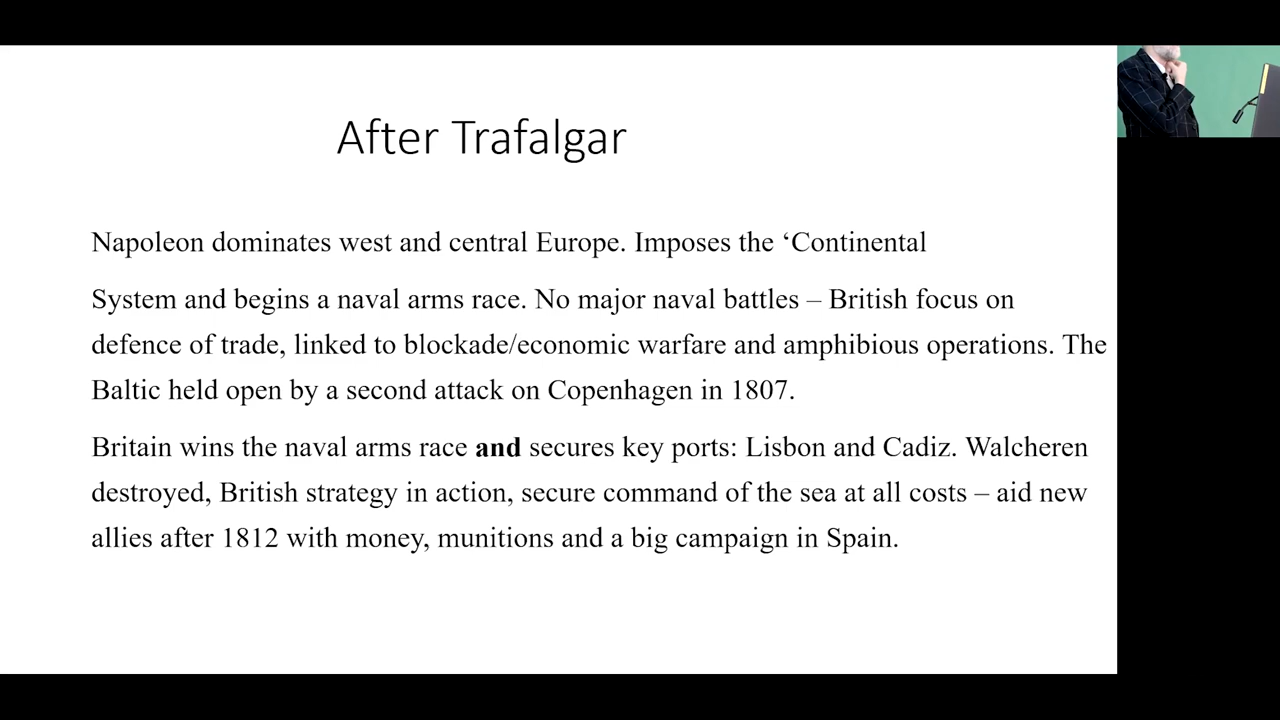 After Trafalgar
Napoleon dominates west and central Europe. Imposes the ‘Continental
System and begins a naval arms race. No major naval battles – British focus on
defence of trade, linked to blockade/economic warfare and amphibious operations. The
Baltic held open by a second attack on Copenhagen in 1807.
Britain wins the naval arms race and secures key ports: Lisbon and Cadiz. Walcheren
destroyed, British strategy in action, secure command of the sea at all costs – aid new
allies after 1812 with money, munitions and a big campaign in Spain.